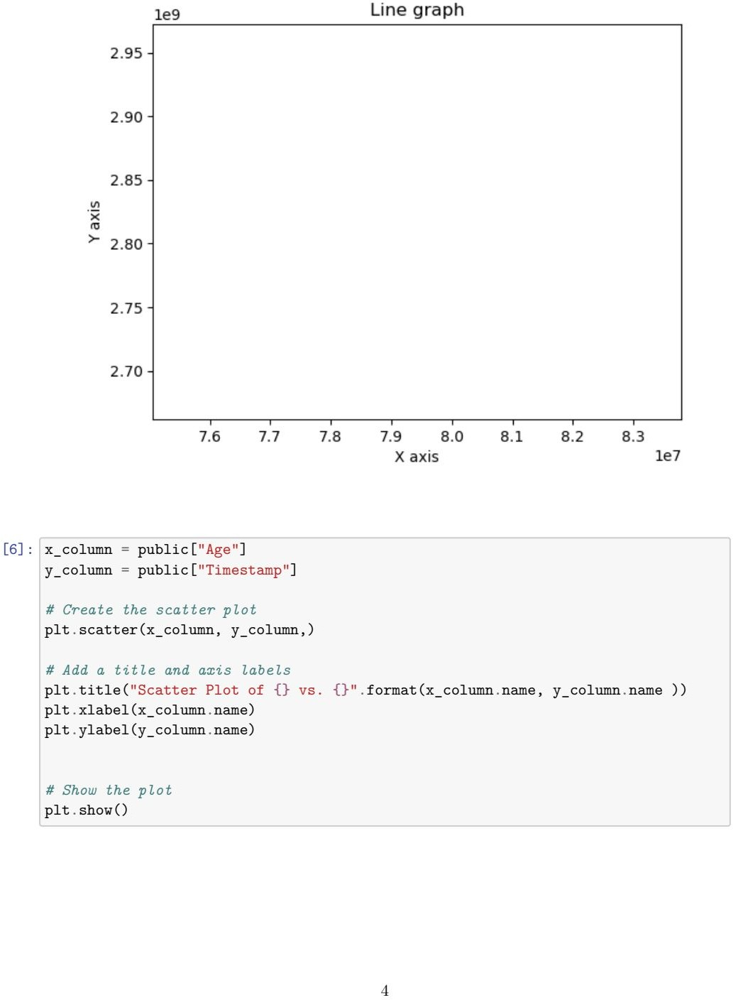 Line graph
1e9
2.95
2.90
2.85
2.80
2.75
2.70
Y axis
7.6 7.7 7.8 7.9 8.0 8.1 8.2 8.3
X axis
1e7
[6]: x_column = public["Age"]
y_column = public["Timestamp"]
# Create the scatter plot
plt.scatter(x_column, y_column,)
# Add a title and axis labels
plt.title("Scatter Plot of {} vs. {}".format(x_column.name, y_column.name ))
plt.xlabel(x_column.name)
plt.ylabel(y_column.name)
# Show the plot
plt.show()
4